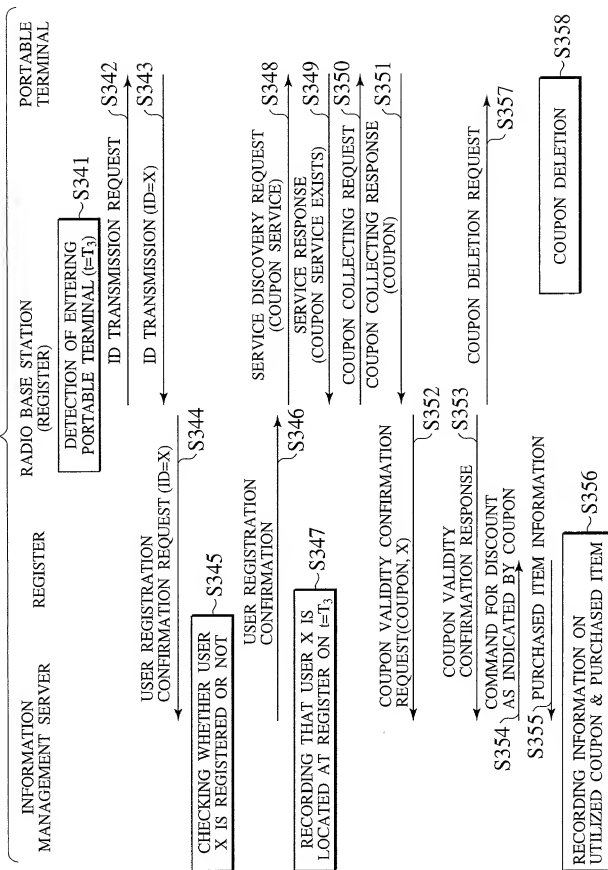 INFORMATION
MANAGEMENT SERVER
REGISTER
RADIO BASE STATION
(REGISTER)
PORTABLE
TERMINAL
DETECTION OF ENTERING
PORTABLE TERMINAL (t=T3)
S341
ID TRANSMISSION REQUEST
S342
ID TRANSMISSION (ID=X)
S343
USER REGISTRATION
CONFIRMATION REQUEST (ID=X)
S344
CHECKING WHETHER USER
X IS REGISTERED OR NOT
S345
USER REGISTRATION
CONFIRMATION
S346
RECORDING THAT USER X IS
LOCATED AT REGISTER ON t=T3
S347
SERVICE DISCOVERY REQUEST
(COUPON SERVICE)
S348
SERVICE RESPONSE
(COUPON SERVICE EXISTS)
S349
COUPON COLLECTING REQUEST
S350
COUPON COLLECTING RESPONSE
(COUPON)
S351
COUPON VALIDITY CONFIRMATION
REQUEST(COUPON, X)
S352
COUPON VALIDITY
CONFIRMATION RESPONSE
S353
COMMAND FOR DISCOUNT
AS INDICATED BY COUPON
S354
PURCHASED ITEM INFORMATION
S355
RECORDING INFORMATION ON
UTILIZED COUPON & PURCHASED ITEM
S356
COUPON DELETION REQUEST
S357
COUPON DELETION
S358